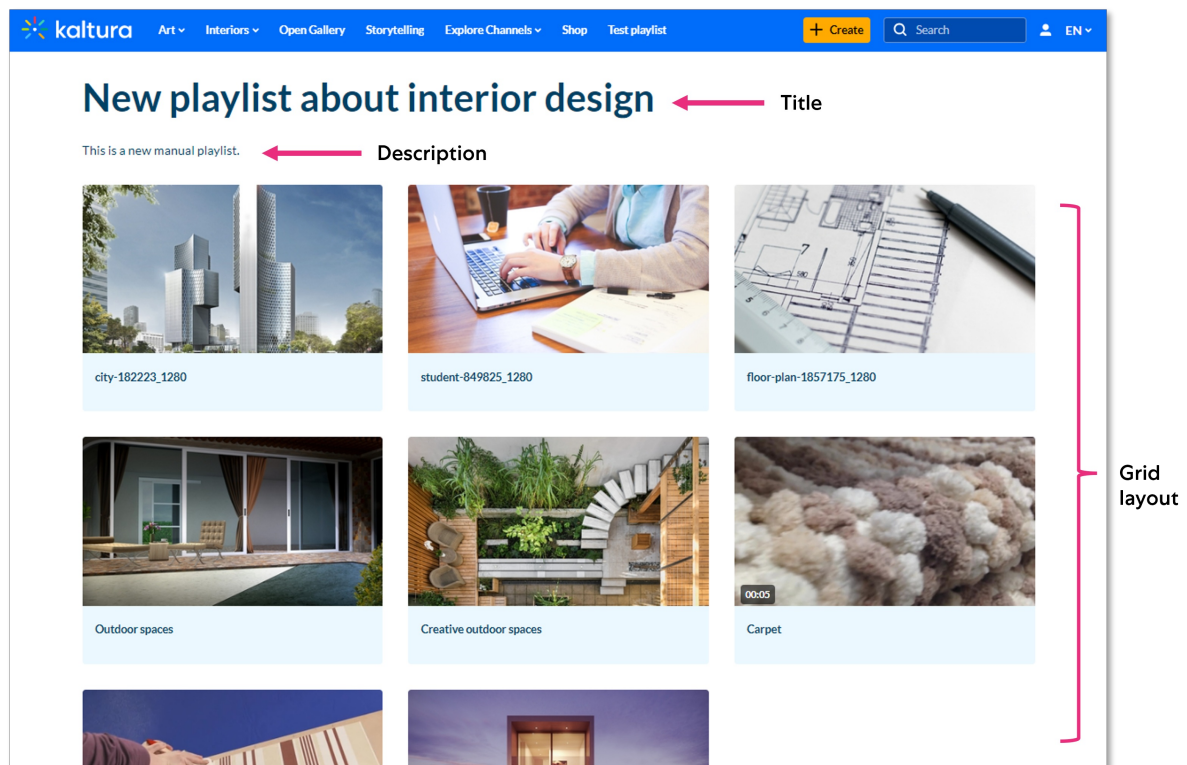 kaltura Art Interiors Open Gallery Storytelling Explore Channels Shop Test playlist + Create Search EN
New playlist about interior design Title
This is a new manual playlist. Description
city-182223_1280 student-849825_1280 floor-plan-1857175_1280
Grid
layout
00:05
Outdoor spaces Creative outdoor spaces Carpet